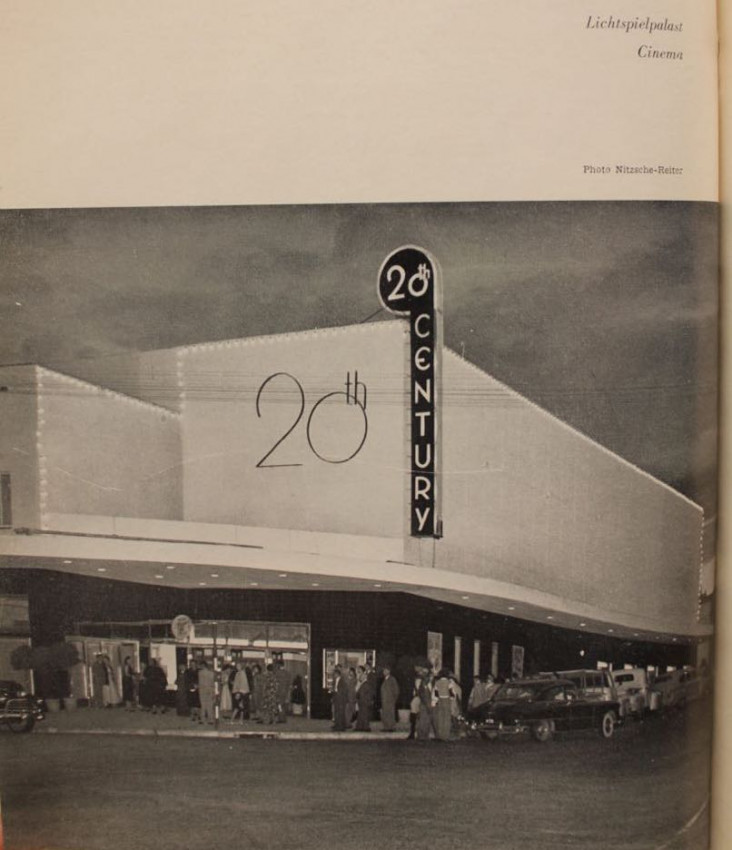 Lichtspielpalast
Cinema
Photo Nitzsche-Reiter
20th
CENTURY
20th